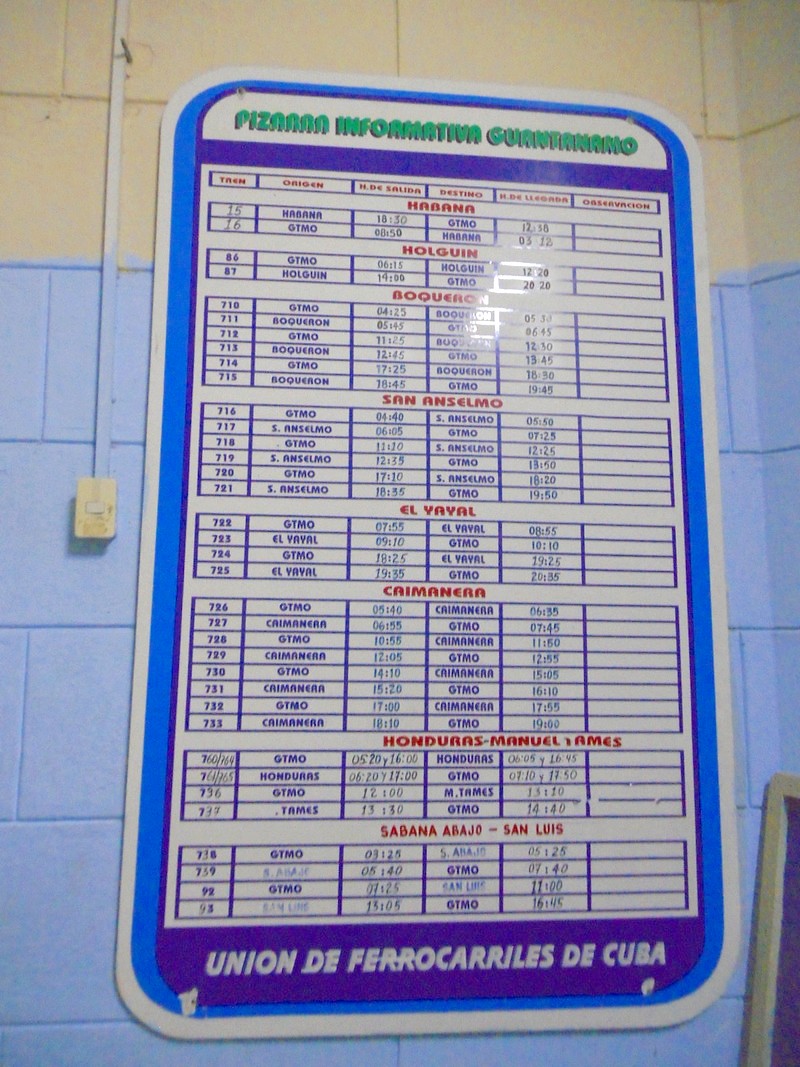 PIZARRA INFORMATIVA GUANTANAMO
TREN ORIGEN H.DE SALIDA DESTINO H.DE LLEGADA OBSERVACION
HABANA
15 HABANA 18:30 GTMO 12:38
16 GTMO 08:50 HABANA 03 12
HOLGUIN
86 GTMO 06:15 HOLGUIN 12:20
87 HOLGUIN 14:00 GTMO 20 20
BOQUERON
710 GTMO 04:25 BOQUERON 05:30
711 BOQUERON 05:45 GTMO 06 45
712 GTMO 11:25 BOQUERON 12:30
713 BOQUERON 12:45 GTMO 13:45
714 GTMO 17:25 BOQUERON 18:30
715 BOQUERON 18:45 GTMO 19:45
SAN ANSELMO
716 GTMO 04:40 S. ANSELMO 05:50
717 S. ANSELMO 06:05 GTMO 07:25
718 GTMO 11:10 S. ANSELMO 12:25
719 S. ANSELMO 12:35 GTMO 13:50
720 GTMO 17:10 S. ANSELMO 18:20
721 S. ANSELMO 18:35 GTMO 19:50
EL YAYAL
722 GTMO 07:55 EL YAYAL 08:55
723 EL YAYAL 09:10 GTMO 10:10
724 GTMO 18:25 EL YAYAL 19:25
725 EL YAYAL 19:35 GTMO 20:35
CAIMANERA
726 GTMO 05:40 CAIMANERA 06:35
727 CAIMANERA 06:55 GTMO 07:45
728 GTMO 10:55 CAIMANERA 11:50
729 CAIMANERA 12:05 GTMO 12:55
730 GTMO 14:10 CAIMANERA 15:05
731 CAIMANERA 15:20 GTMO 16:10
732 GTMO 17:00 CAIMANERA 17:55
733 CAIMANERA 18:10 GTMO 19:00
HONDURAS-MANUEL TAMES
760/764 GTMO 05:20 y 16:00 HONDURAS 06:05 y 16:45
761/765 HONDURAS 06:20 y 17:00 GTMO 07:10 y 17:50
736 GTMO 12:00 M.TAMES 13:10
737 .TAMES 13:30 GTMO 14:40
SABANA ABAJO - SAN LUIS
738 GTMO 03:25 S. ABAJO 05:25
739 S. ABAJO 05:40 GTMO 07:40
92 GTMO 07:25 SAN LUIS 11:00
93 SAN LUIS 13:05 GTMO 16:45
UNION DE FERROCARRILES DE CUBA